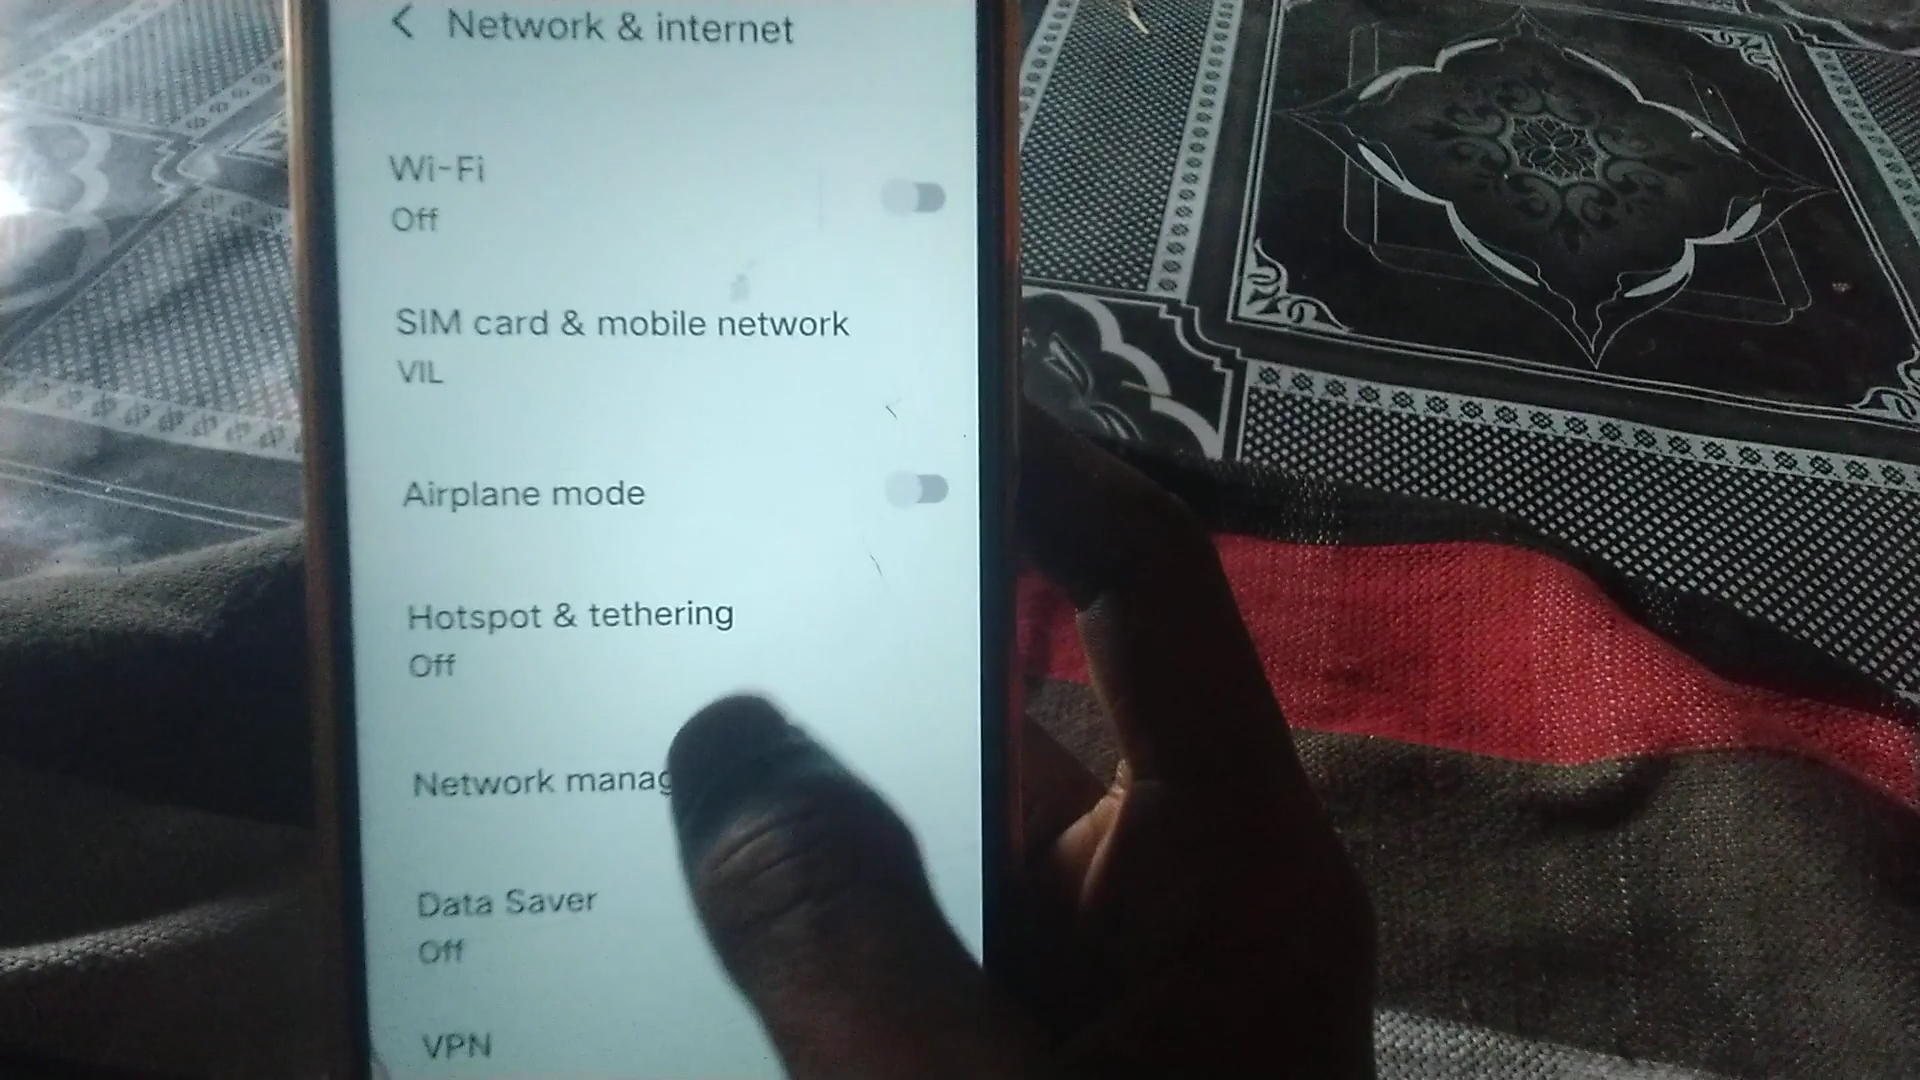 Network & internet
Wi-Fi
Off
SIM card & mobile network
VIL
Airplane mode
Hotspot & tethering
Off
Network
Data Saver
Off
VPN